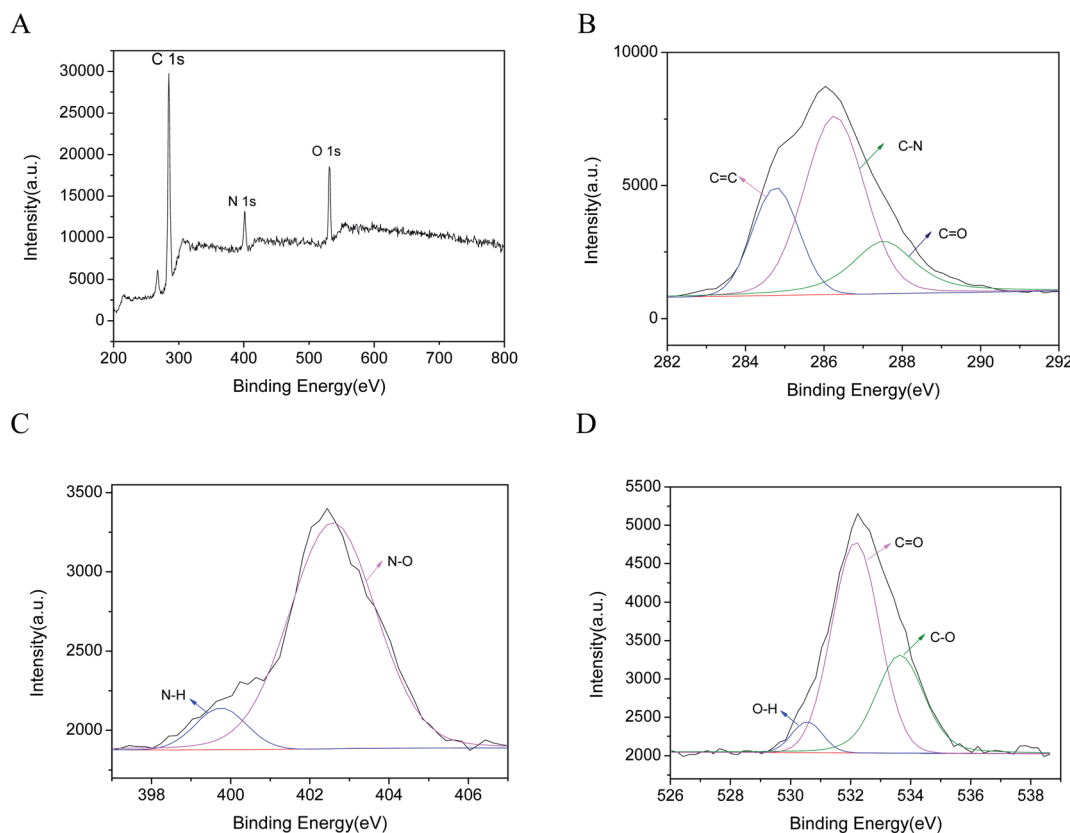 A
C 1s
N 1s
O 1s
Intensity(a.u.)
30000
25000
20000
15000
10000
5000
0
200 300 400 500 600 700 800
Binding Energy(eV)
B
C=C
C-N
C=O
Intensity(a.u.)
10000
5000
0
282 284 286 288 290 292
Binding Energy(eV)
C
N-H
N-O
Intensity(a.u.)
3500
3000
2500
2000
398 400 402 404 406
Binding Energy(eV)
D
C=O
C-O
O-H
Intensity(a.u.)
5500
5000
4500
4000
3500
3000
2500
2000
526 528 530 532 534 536 538
Binding Energy(eV)